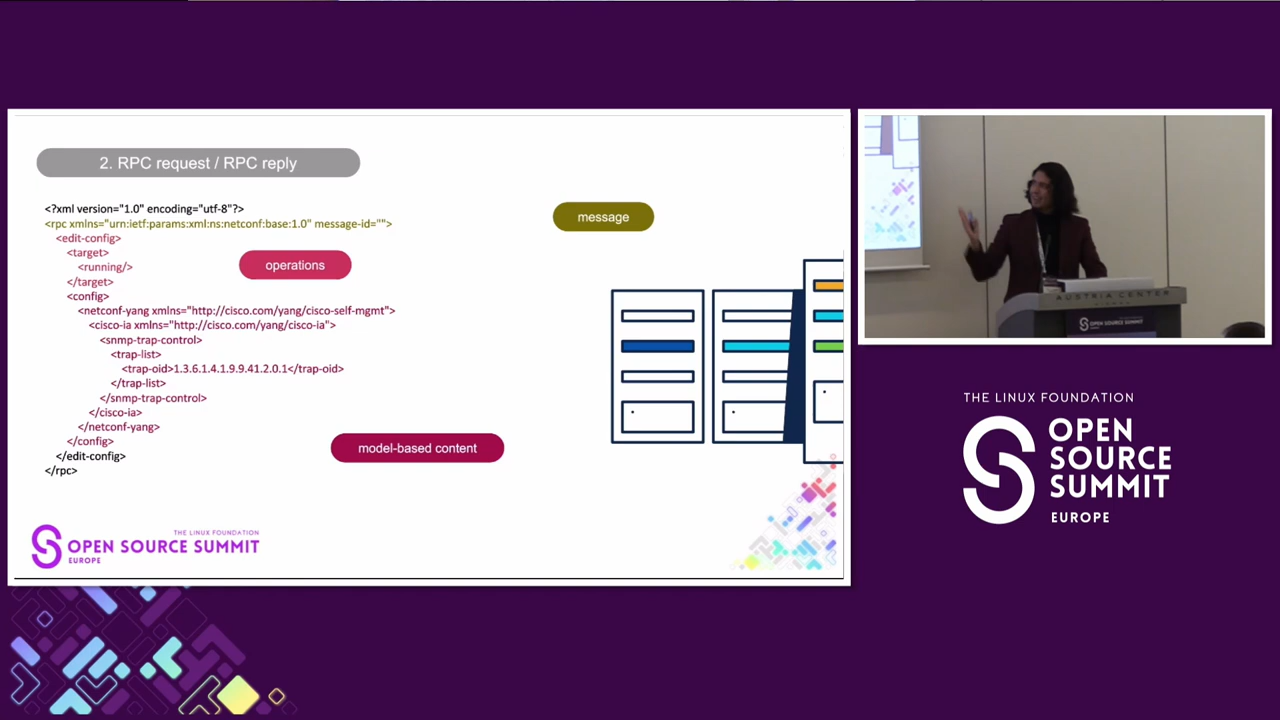 2. RPC request / RPC reply
<?xml version="1.0" encoding="utf-8"?>
<rpc xmlns="urn:ietf:params:xml:ns:netconf:base:1.0" message-id="">
<edit-config>
<target>
<running/>
</target>
<config>
<netconf-yang xmlns="http://cisco.com/yang/cisco-self-mgmt">
<cisco-ia xmlns="http://cisco.com/yang/cisco-ia">
<snmp-trap-control>
<trap-list>
<trap-oid>1.3.6.1.4.1.9.9.41.2.0.1</trap-oid>
</trap-list>
</snmp-trap-control>
</cisco-ia>
</netconf-yang>
</config>
</edit-config>
</rpc>
message
operations
model-based content
THE LINUX FOUNDATION
OPEN SOURCE SUMMIT
EUROPE
AUSTRIA CENTER
OPEN SOURCE SUMMIT
THE LINUX FOUNDATION
OPEN
SOURCE
SUMMIT
EUROPE